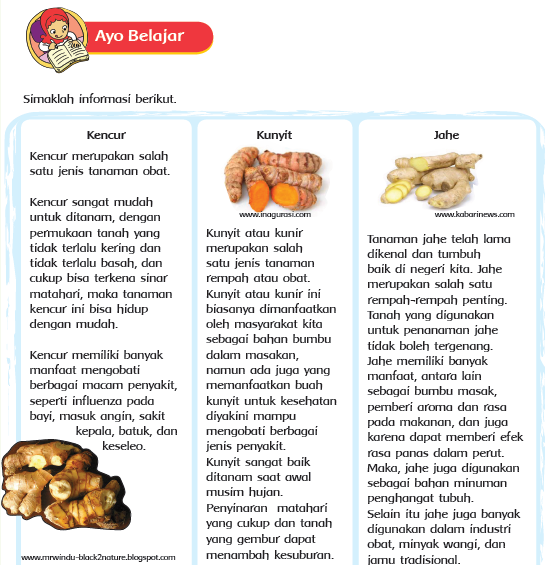 Ayo Belajar
Simaklah informasi berikut.
Kencur
Kencur merupakan salah
satu jenis tanaman obat.
Kencur sangat mudah
untuk ditanam, dengan
permukaan tanah yang
tidak terlalu kering dan
tidak terlalu basah, dan
cukup bisa terkena sinar
matahari, maka tanaman
kencur ini bisa hidup
dengan mudah.
Kencur memiliki banyak
manfaat mengobati
berbagai macam penyakit,
seperti influenza pada
bayi, masuk angin, sakit
kepala, batuk, dan
keseleo.
www.mrwindu-black2nature.blogspot.com
Kunyit
www.inagurasi.com
Kunyit atau kunir
merupakan salah
satu jenis tanaman
rempah atau obat.
Kunyit atau kunir ini
biasanya dimanfaatkan
oleh masyarakat kita
sebagai bahan bumbu
dalam masakan,
namun ada juga yang
memanfaatkan buah
kunyit untuk kesehatan
diyakini mampu
mengobati berbagai
jenis penyakit.
Kunyit sangat baik
ditanam saat awal
musim hujan.
Penyinaran matahari
yang cukup dan tanah
yang gembur dapat
menambah kesuburan.
Jahe
www.kabarinews.com
Tanaman jahe telah lama
dikenal dan tumbuh
baik di negeri kita. Jahe
merupakan salah satu
rempah-rempah penting.
Tanah yang digunakan
untuk penanaman jahe
tidak boleh tergenang.
Jahe memiliki banyak
manfaat, antara lain
sebagai bumbu masak,
pemberi aroma dan rasa
pada makanan, dan juga
karena dapat memberi efek
rasa panas dalam perut.
Maka, jahe juga digunakan
sebagai bahan minuman
penghangat tubuh.
Selain itu jahe juga banyak
digunakan dalam industri
obat, minyak wangi, dan
jamu tradisional.